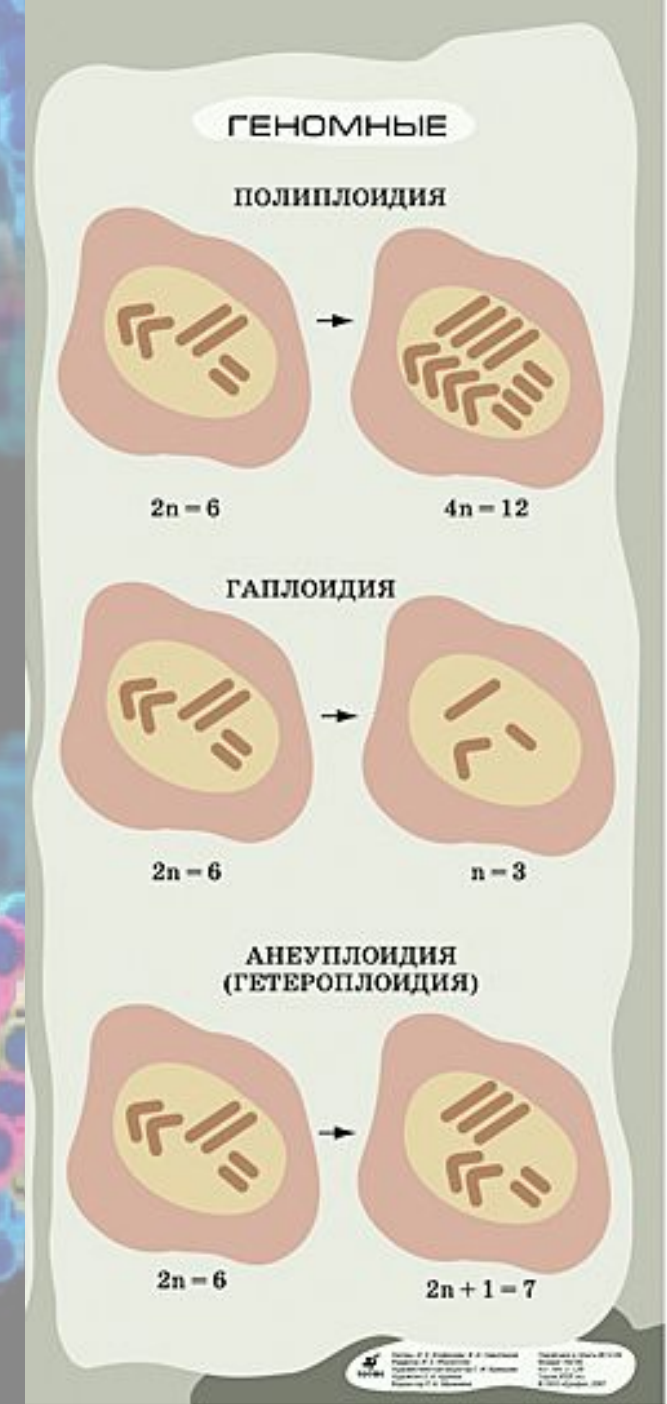 ГЕНОМНЫЕ
ПОЛИПЛОИДИЯ
2n = 6
4n = 12
ГАПЛОИДИЯ
2n = 6
n = 3
АНЕУПЛОИДИЯ
(ГЕТЕРОПЛОИДИЯ)
2n = 6
2n + 1 = 7